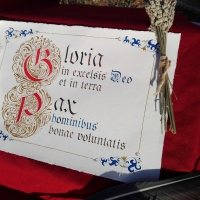 Gloria
in excelsis Deo
et in terra
Pax
hominibus
bonae voluntatis